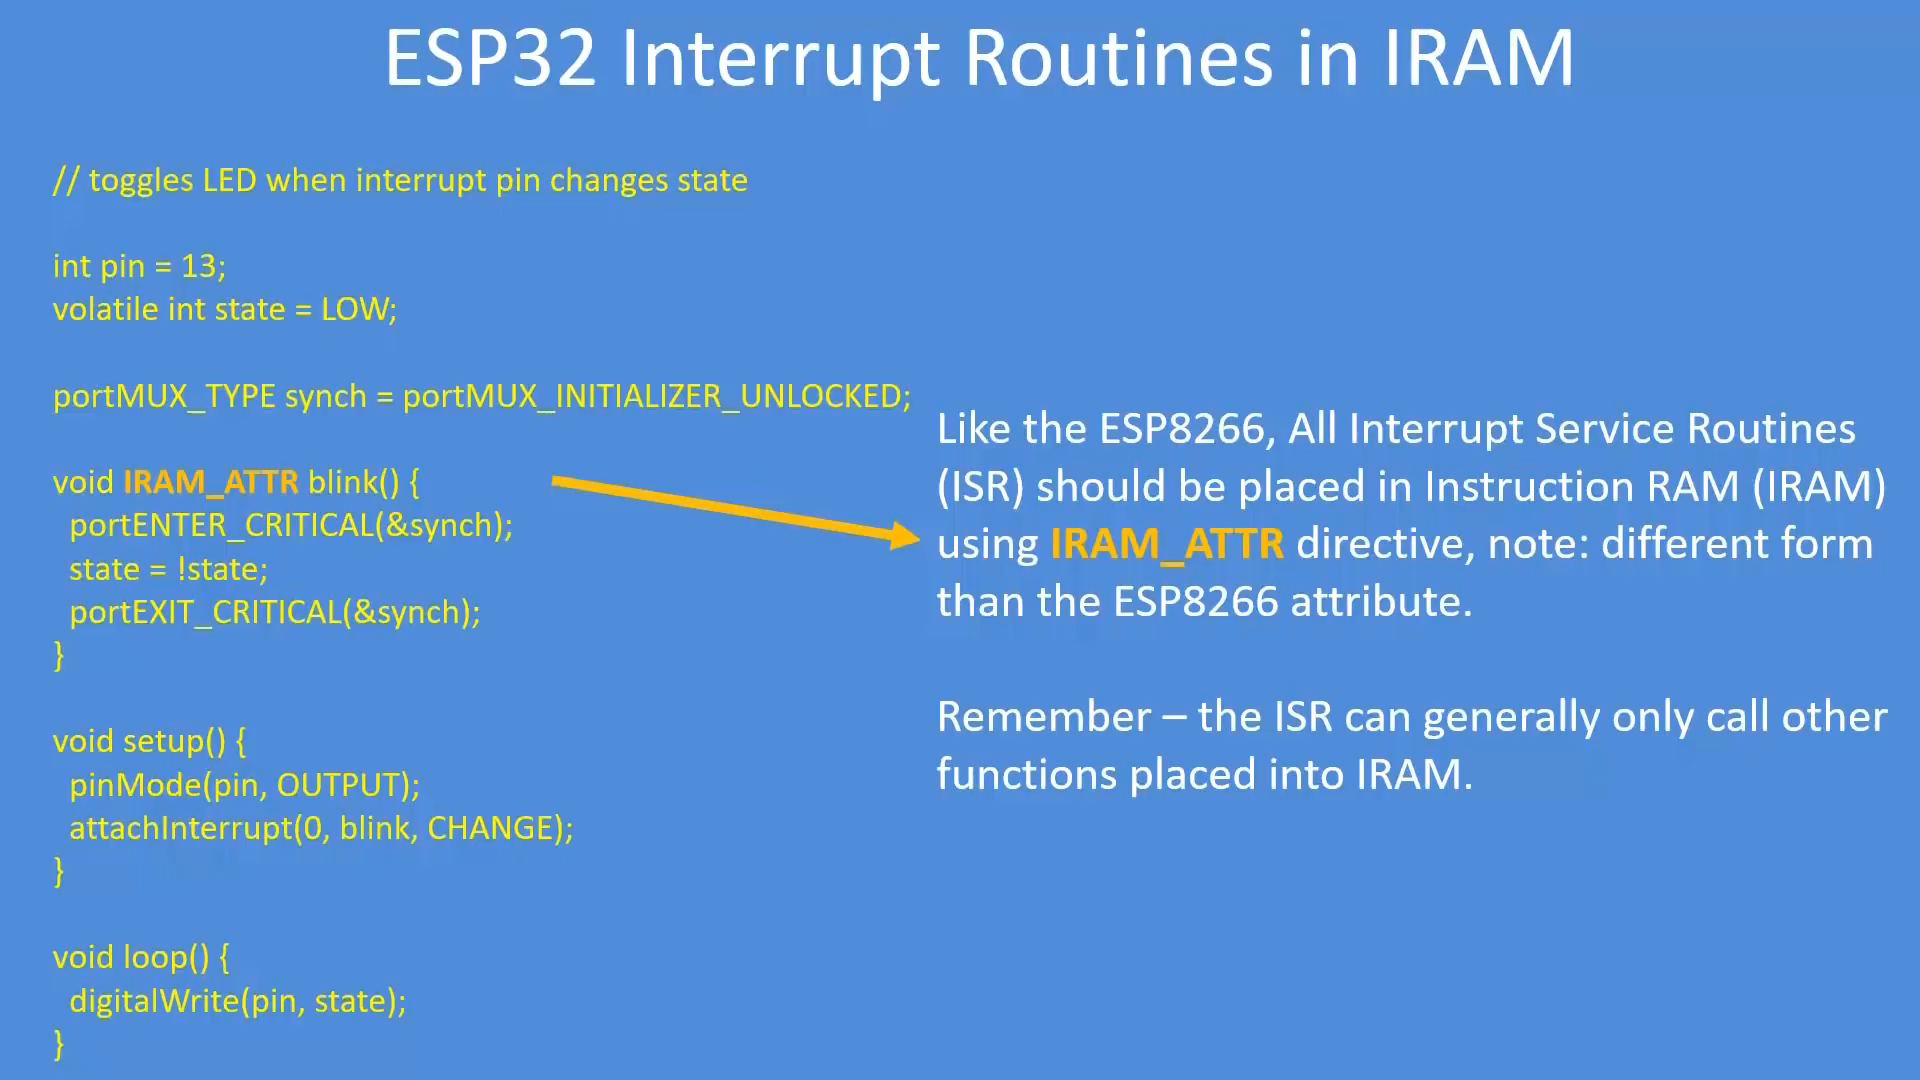 ESP32 Interrupt Routines in IRAM
// toggles LED when interrupt pin changes state
int pin = 13;
volatile int state = LOW;
portMUX_TYPE synch = portMUX_INITIALIZER_UNLOCKED;
void IRAM_ATTR blink() {
portENTER_CRITICAL(&synch);
state = !state;
portEXIT_CRITICAL(&synch);
}
void setup() {
pinMode(pin, OUTPUT);
attachInterrupt(0, blink, CHANGE);
}
void loop() {
digitalWrite(pin, state);
}
Like the ESP8266, All Interrupt Service Routines
(ISR) should be placed in Instruction RAM (IRAM)
using IRAM_ATTR directive, note: different form
than the ESP8266 attribute.
Remember – the ISR can generally only call other
functions placed into IRAM.